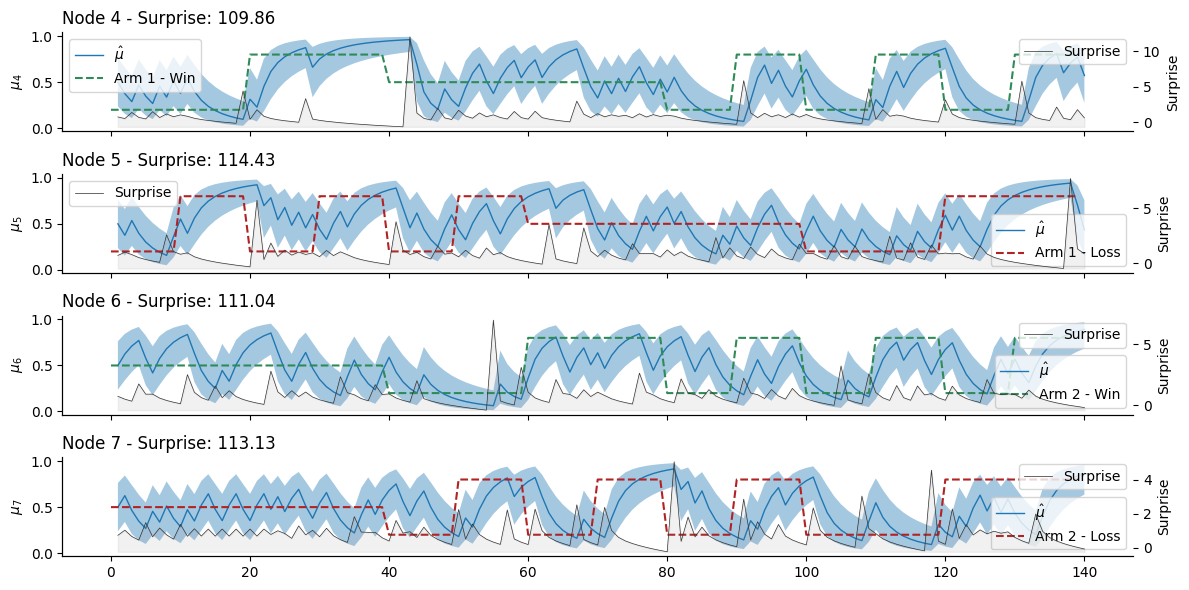 Node 4 - Surprise: 109.86
1.0
0.5
0.0
μ4
μ̂
Arm 1 - Win
Surprise
10
5
0
Surprise
Node 5 - Surprise: 114.43
1.0
0.5
0.0
μ5
Surprise
μ̂
Arm 1 - Loss
5
0
Surprise
Node 6 - Surprise: 111.04
1.0
0.5
0.0
μ6
Surprise
μ̂
Arm 2 - Win
5
0
Surprise
Node 7 - Surprise: 113.13
1.0
0.5
0.0
μ7
Surprise
μ̂
Arm 2 - Loss
4
2
0
Surprise
0 20 40 60 80 100 120 140